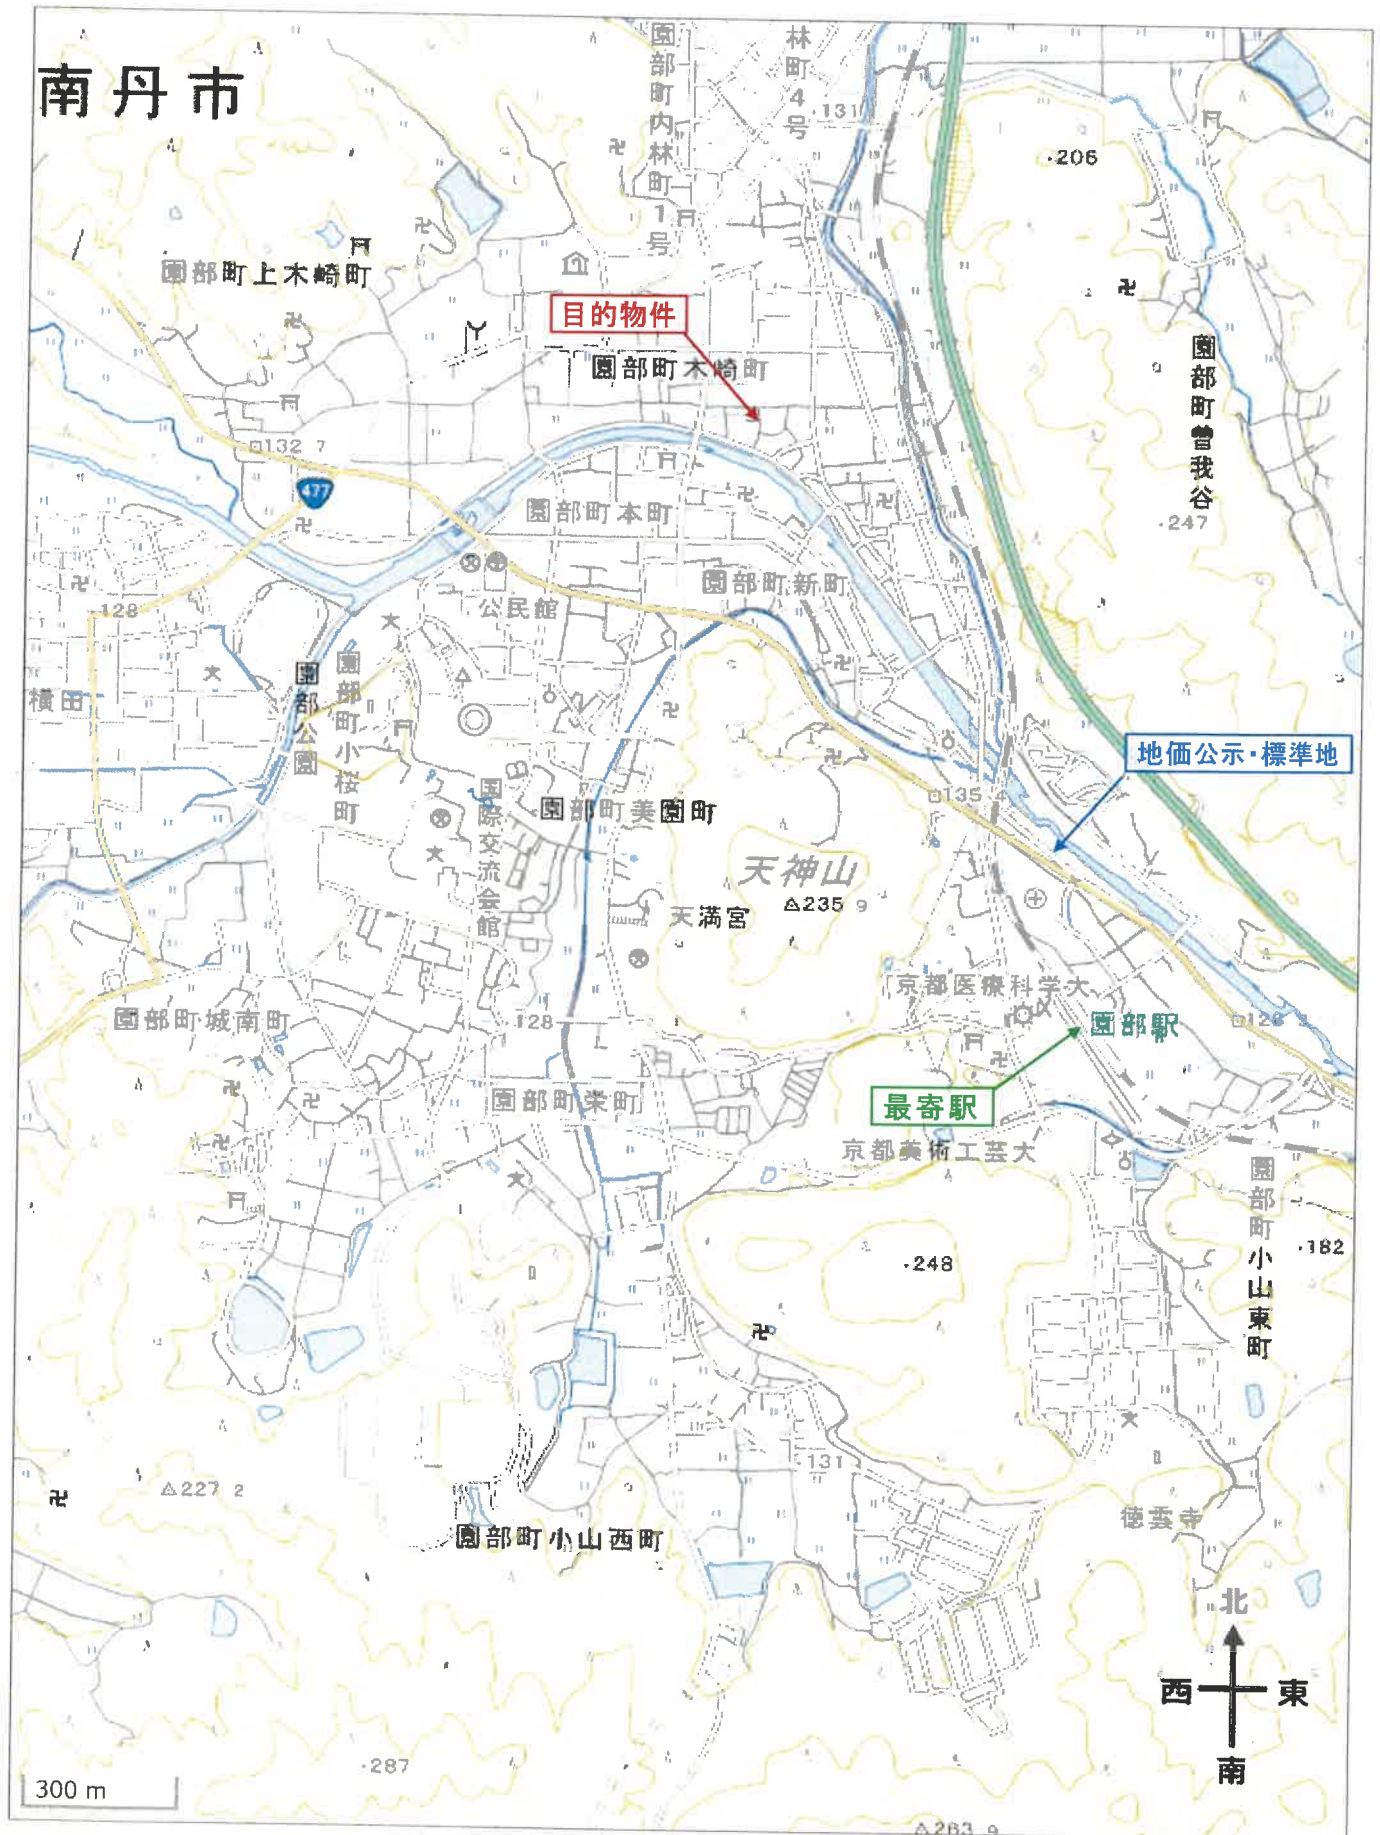 南丹市
園部町内林町1号
林町4号
131
206
園部町上木崎町
目的物件
園部町木崎町
園部町曽我谷
132 7
477
園部町本町
247
園部町新町
公民館
128
園部公園
園部町小桜町
横田
地価公示・標準地
135 4
国際交流会館
園部町美園町
天神山
235 9
天満宮
京都医療科学大
園部町城南町
128
園部駅
最寄駅
園部町栄町
京都美術工芸大
園部町小山東町
182
248
131
227 2
徳雲寺
園部町小山西町
北
西
東
南
287
300 m
263 9